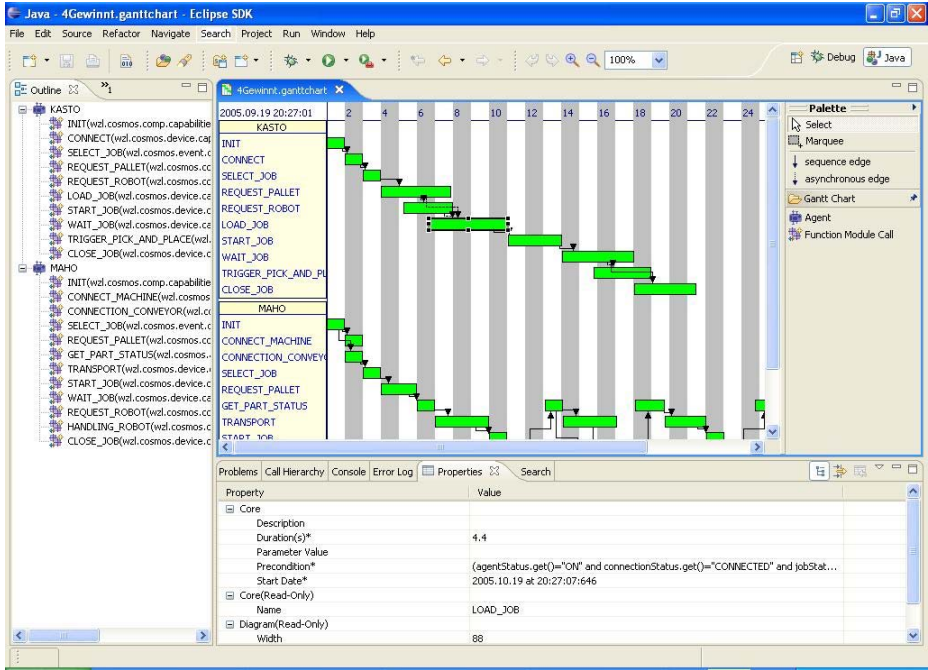 Java - 4Gewinnt.ganttchart - Eclipse SDK
File Edit Source Refactor Navigate Search Project Run Window Help
100%
Debug
Java
Outline
KASTO
INIT(wzl.cosmos.comp.capabilitie
CONNECT(wzl.cosmos.device.cap
SELECT_JOB(wzl.cosmos.event.c
REQUEST_PALLET(wzl.cosmos.cc
REQUEST_ROBOT(wzl.cosmos.cc
LOAD_JOB(wzl.cosmos.device.ca
START_JOB(wzl.cosmos.device.c
WAIT_JOB(wzl.cosmos.device.ca
TRIGGER_PICK_AND_PLACE(wzl.
CLOSE_JOB(wzl.cosmos.device.c
MAHO
INIT(wzl.cosmos.comp.capabilitie
CONNECT_MACHINE(wzl.cosmos
CONNECTION_CONVEYOR(wzl.cc
SELECT_JOB(wzl.cosmos.event.c
REQUEST_PALLET(wzl.cosmos.cc
GET_PART_STATUS(wzl.cosmos.
TRANSPORT(wzl.cosmos.device.
START_JOB(wzl.cosmos.device.c
WAIT_JOB(wzl.cosmos.device.ca
REQUEST_ROBOT(wzl.cosmos.cc
HANDLING_ROBOT(wzl.cosmos.c
CLOSE_JOB(wzl.cosmos.device.c
4Gewinnt.ganttchart
2005.09.19 20:27:01 2 4 6 8 10 12 14 16 18 20 22 24
KASTO
INIT
CONNECT
SELECT_JOB
REQUEST_PALLET
REQUEST_ROBOT
LOAD_JOB
START_JOB
WAIT_JOB
TRIGGER_PICK_AND_PL
CLOSE_JOB
MAHO
INIT
CONNECT_MACHINE
CONNECTION_CONVEY
SELECT_JOB
REQUEST_PALLET
GET_PART_STATUS
TRANSPORT
START_JOB
Palette
Select
Marquee
sequence edge
asynchronous edge
Gantt Chart
Agent
Function Module Call
Problems Call Hierarchy Console Error Log Properties Search
Property Value
Core
Description
Duration(s)* 4.4
Parameter Value
Precondition* (agentStatus.get()="ON" and connectionStatus.get()="CONNECTED" and jobStat...
Start Date* 2005.10.19 at 20:27:07:646
Core(Read-Only)
Name LOAD_JOB
Diagram(Read-Only)
Width 88